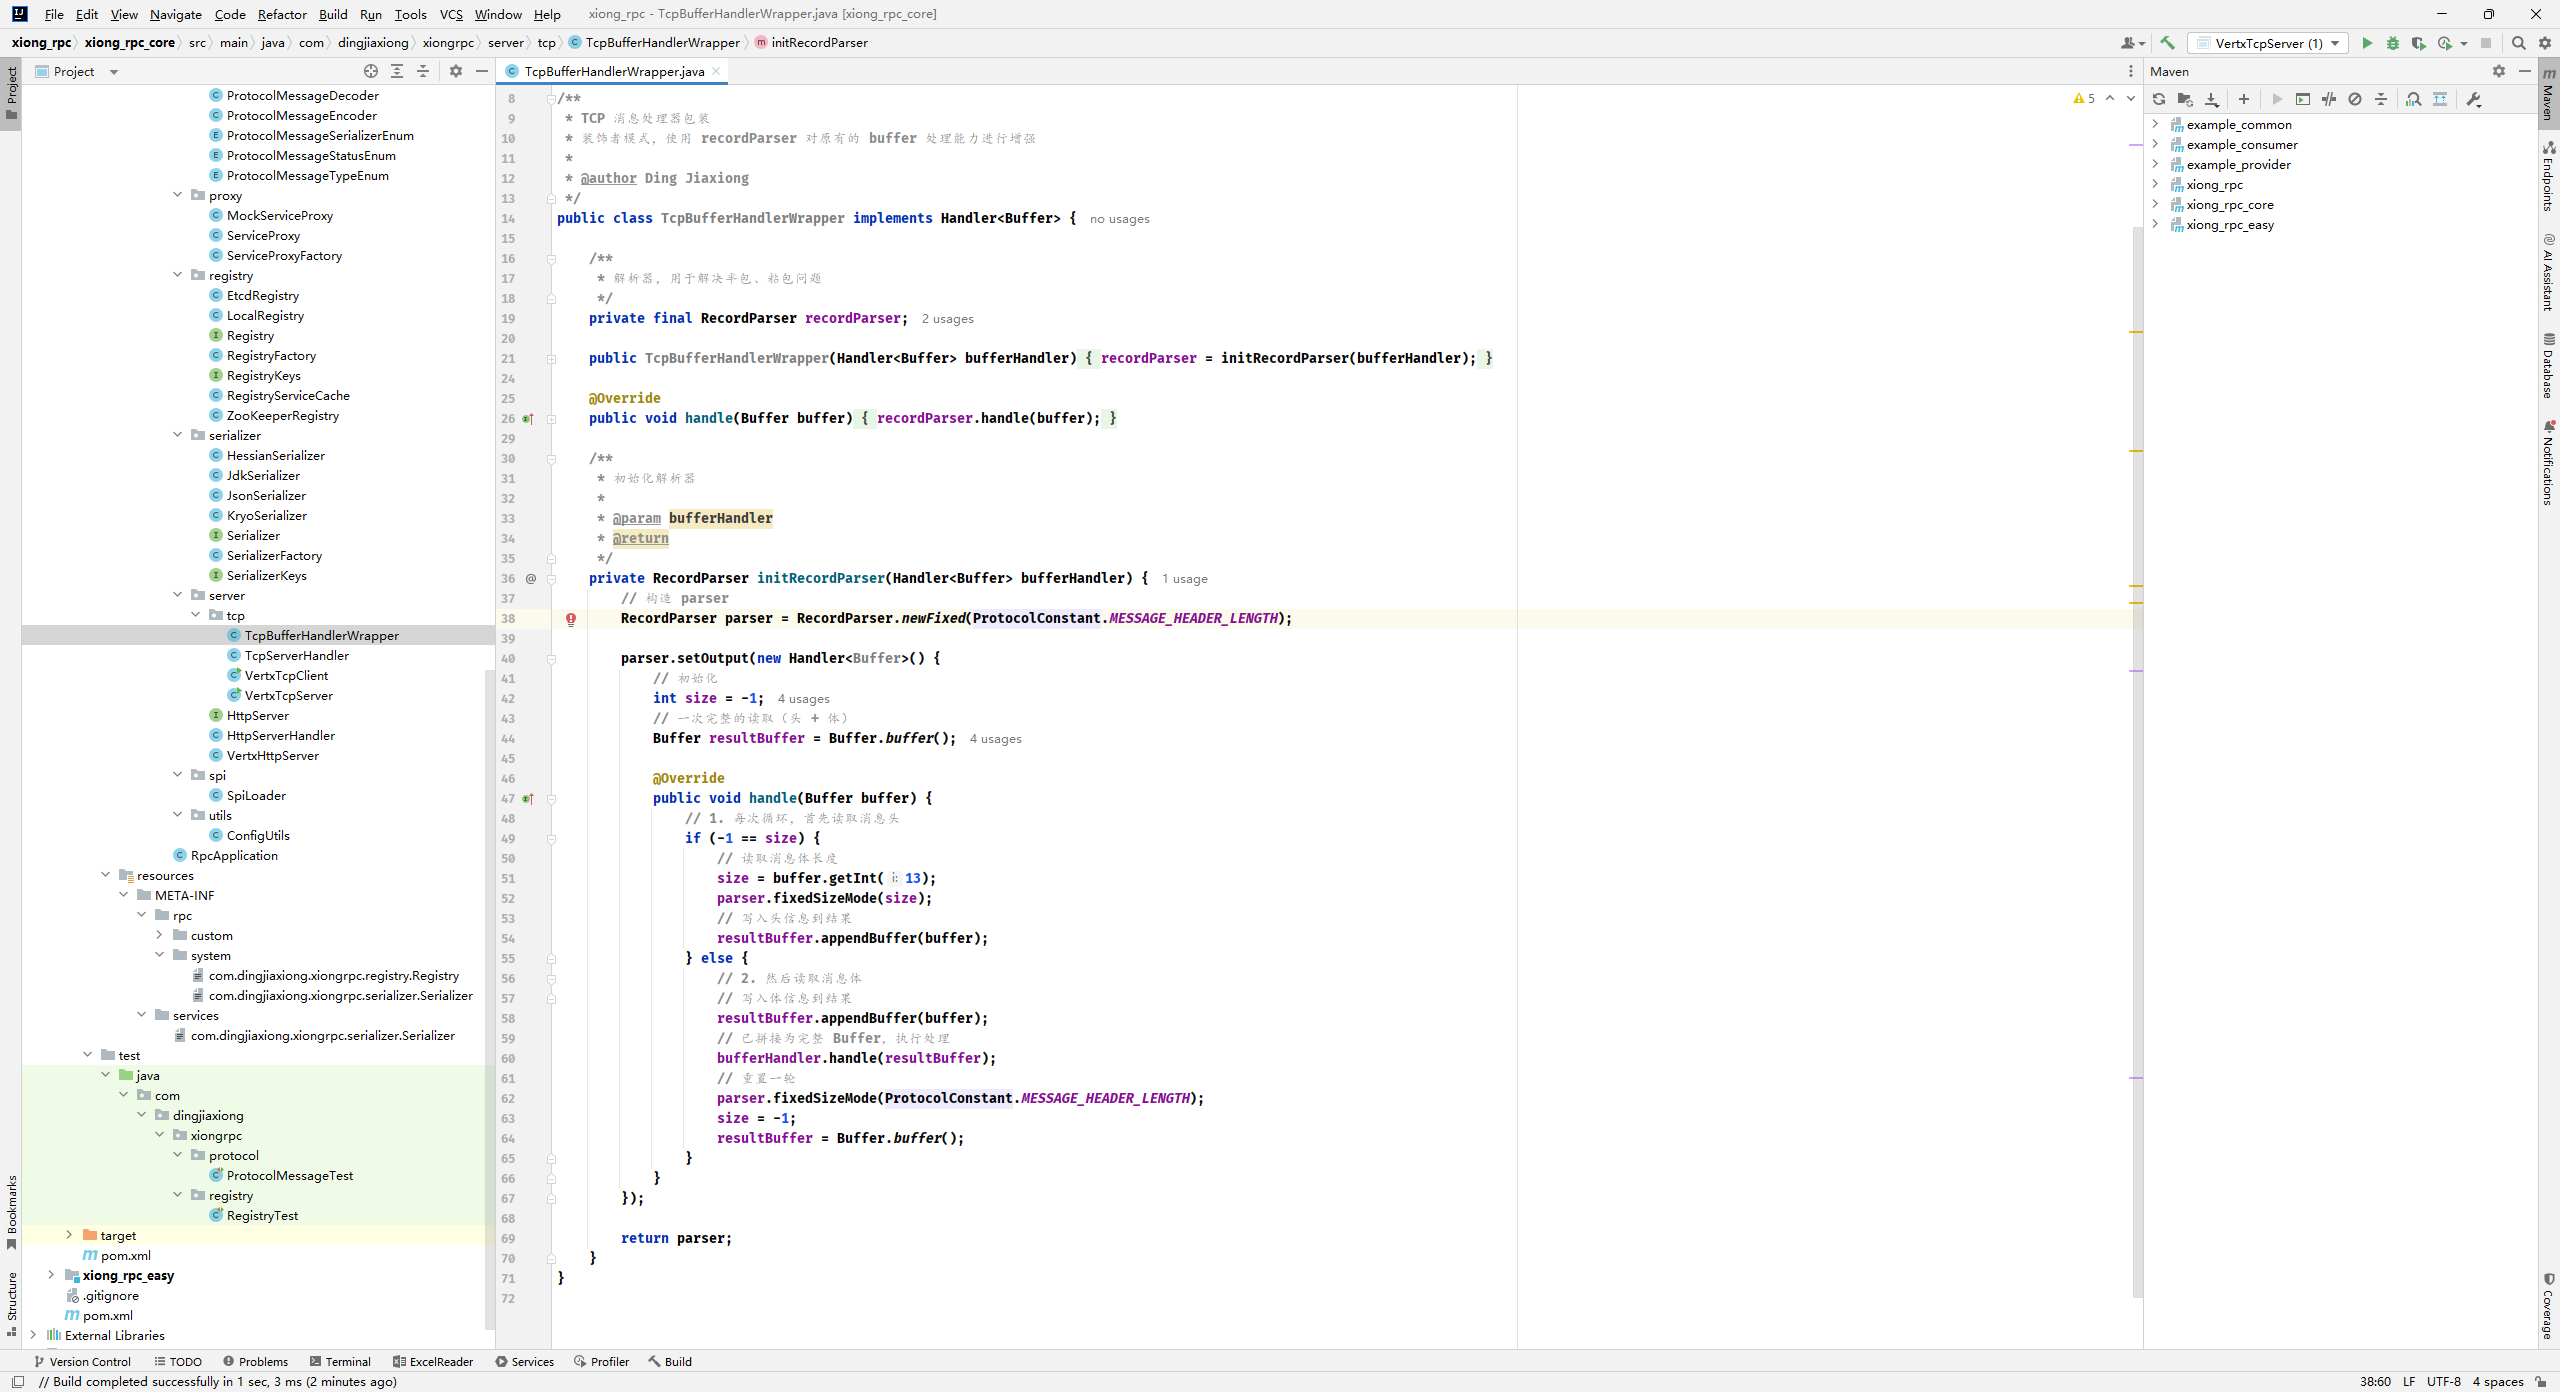 File Edit View Navigate Code Refactor Build Run Tools VCS Window Help xiong_rpc - TcpBufferHandlerWrapper.java [xiong_rpc_core]
xiong_rpc xiong_rpc_core src main java com dingjiaxiong xiongrpc server tcp TcpBufferHandlerWrapper initRecordParser VertxTcpServer (1)
Project
Project
ProtocolMessageDecoder
ProtocolMessageEncoder
ProtocolMessageSerializerEnum
ProtocolMessageStatusEnum
ProtocolMessageTypeEnum
proxy
MockServiceProxy
ServiceProxy
ServiceProxyFactory
registry
EtcdRegistry
LocalRegistry
Registry
RegistryFactory
RegistryKeys
RegistryServiceCache
ZooKeeperRegistry
serializer
HessianSerializer
JdkSerializer
JsonSerializer
KryoSerializer
Serializer
SerializerFactory
SerializerKeys
server
tcp
TcpBufferHandlerWrapper
TcpServerHandler
VertxTcpClient
VertxTcpServer
HttpServer
HttpServerHandler
VertxHttpServer
spi
SpiLoader
utils
ConfigUtils
RpcApplication
resources
META-INF
rpc
custom
system
com.dingjiaxiong.xiongrpc.registry.Registry
com.dingjiaxiong.xiongrpc.serializer.Serializer
services
com.dingjiaxiong.xiongrpc.serializer.Serializer
test
java
com
dingjiaxiong
xiongrpc
protocol
ProtocolMessageTest
registry
RegistryTest
target
pom.xml
xiong_rpc_easy
.gitignore
pom.xml
External Libraries
Bookmarks
Structure
TcpBufferHandlerWrapper.java
5
8 /**
9 * TCP 消息处理器包装
10 * 装饰者模式，使用 recordParser 对原有的 buffer 处理能力进行增强
11 *
12 * @author Ding Jiaxiong
13 */
14 public class TcpBufferHandlerWrapper implements Handler<Buffer> { no usages
15
16 /**
17 * 解析器，用于解决半包、粘包问题
18 */
19 private final RecordParser recordParser; 2 usages
20
21 public TcpBufferHandlerWrapper(Handler<Buffer> bufferHandler) { recordParser = initRecordParser(bufferHandler); }
24
25 @Override
26 public void handle(Buffer buffer) { recordParser.handle(buffer); }
29
30 /**
31 * 初始化解析器
32 *
33 * @param bufferHandler
34 * @return
35 */
36 @ private RecordParser initRecordParser(Handler<Buffer> bufferHandler) { 1 usage
37 // 构造 parser
38 RecordParser parser = RecordParser.newFixed(ProtocolConstant.MESSAGE_HEADER_LENGTH);
39
40 parser.setOutput(new Handler<Buffer>() {
41 // 初始化
42 int size = -1; 4 usages
43 // 一次完整的读取（头 + 体）
44 Buffer resultBuffer = Buffer.buffer(); 4 usages
45
46 @Override
47 public void handle(Buffer buffer) {
48 // 1. 每次循环，首先读取消息头
49 if (-1 == size) {
50 // 读取消息体长度
51 size = buffer.getInt( i: 13);
52 parser.fixedSizeMode(size);
53 // 写入头信息到结果
54 resultBuffer.appendBuffer(buffer);
55 } else {
56 // 2. 然后读取消息体
57 // 写入体信息到结果
58 resultBuffer.appendBuffer(buffer);
59 // 已拼接为完整 Buffer，执行处理
60 bufferHandler.handle(resultBuffer);
61 // 重置一轮
62 parser.fixedSizeMode(ProtocolConstant.MESSAGE_HEADER_LENGTH);
63 size = -1;
64 resultBuffer = Buffer.buffer();
65 }
66 }
67 });
68
69 return parser;
70 }
71 }
72
Maven
example_common
example_consumer
example_provider
xiong_rpc
xiong_rpc_core
xiong_rpc_easy
Maven
Endpoints
AI Assistant
Database
Notifications
Coverage
Version Control TODO Problems Terminal ExcelReader Services Profiler Build
// Build completed successfully in 1 sec, 3 ms (2 minutes ago) 38:60 LF UTF-8 4 spaces